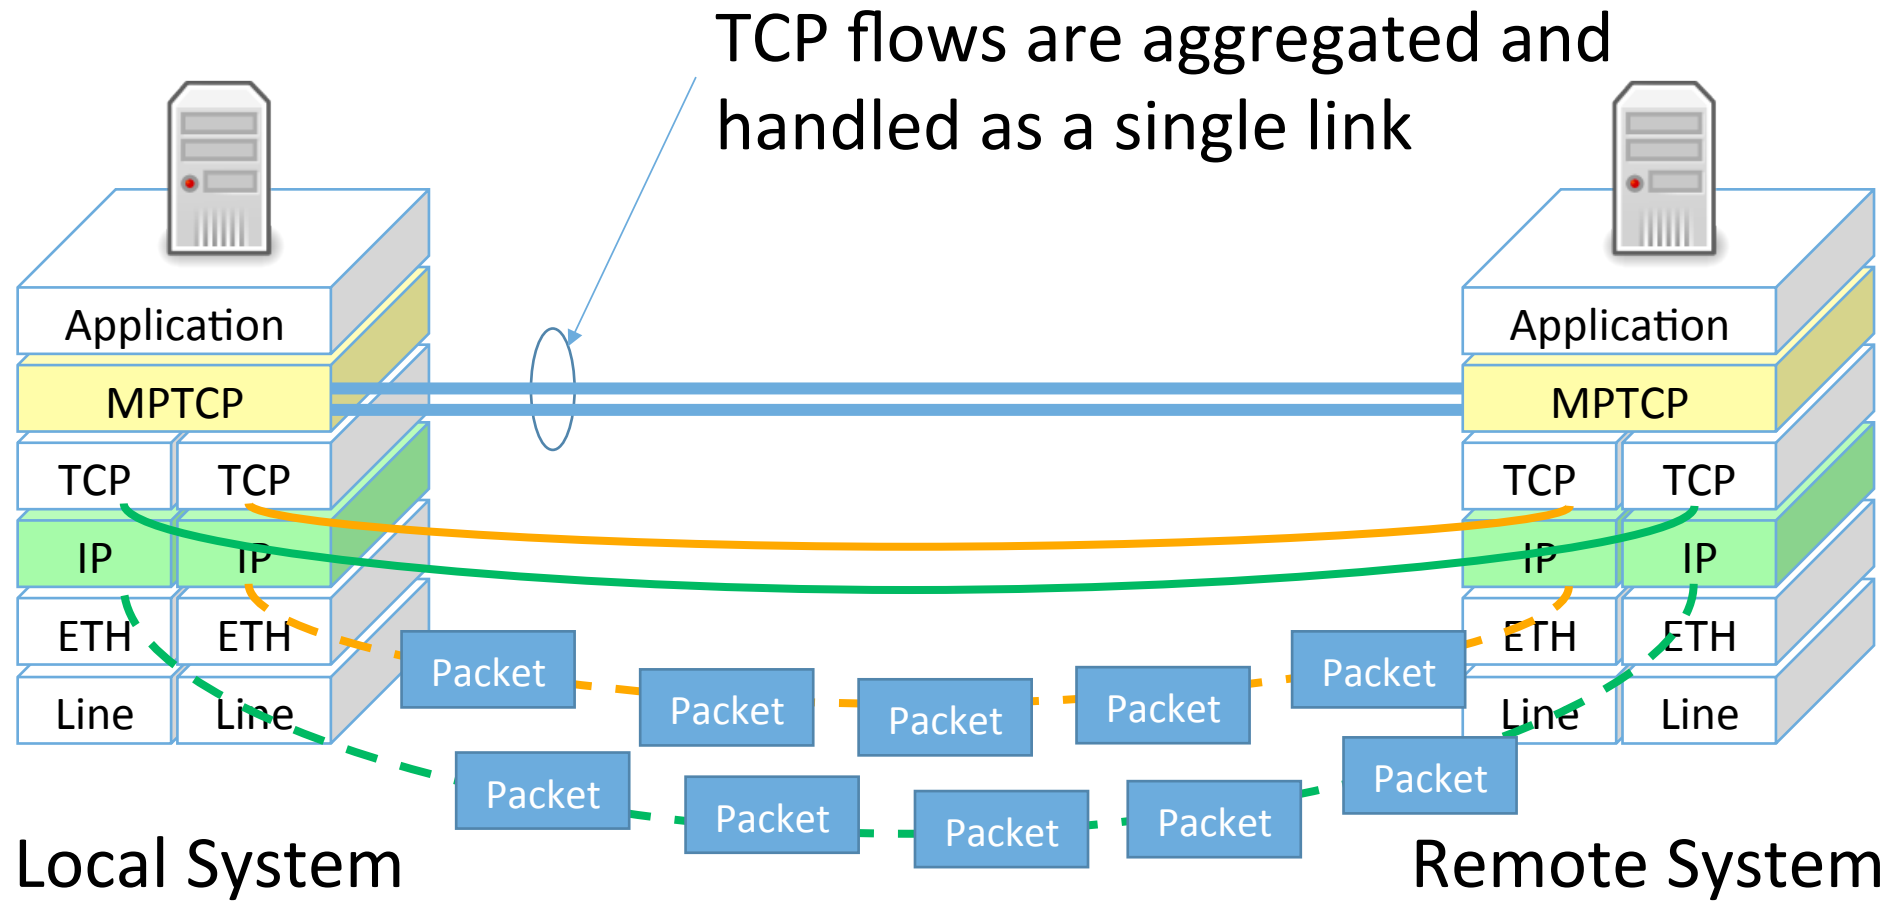 TCP flows are aggregated and
handled as a single link
Application
MPTCP
TCP TCP
IP IP
ETH ETH
Line Line
Application
MPTCP
TCP TCP
IP IP
ETH ETH
Line Line
Packet
Packet
Packet
Packet
Packet
Packet
Packet
Packet
Packet
Packet
Local System
Remote System